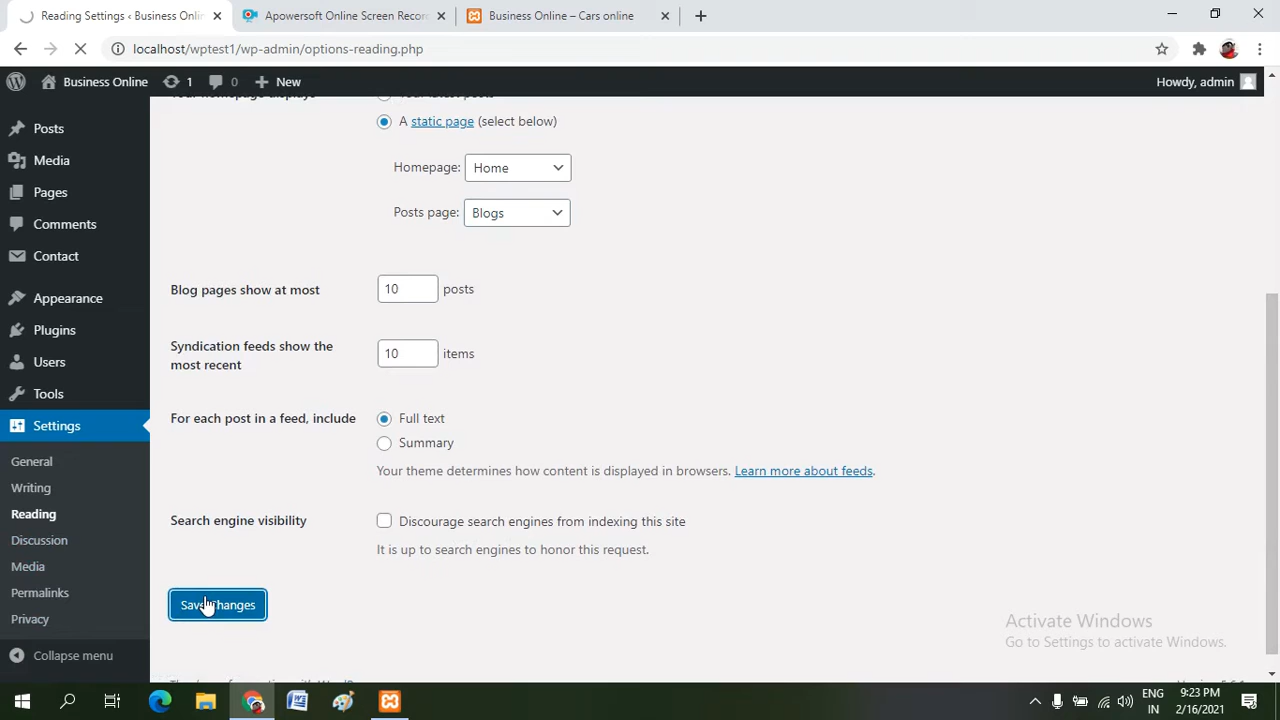 Reading Settings ‹ Business Onlin
Apowersoft Online Screen Record
Business Online – Cars online
localhost/wptest1/wp-admin/options-reading.php
Business Online 1 0 New Howdy, admin
A static page (select below)
Homepage: Home
Posts page: Blogs
Blog pages show at most 10 posts
Syndication feeds show the
most recent
10 items
For each post in a feed, include Full text
Summary
Your theme determines how content is displayed in browsers. Learn more about feeds.
Search engine visibility Discourage search engines from indexing this site
It is up to search engines to honor this request.
Save Changes
Posts
Media
Pages
Comments
Contact
Appearance
Plugins
Users
Tools
Settings
General
Writing
Reading
Discussion
Media
Permalinks
Privacy
Collapse menu
Activate Windows
Go to Settings to activate Windows.
ENG
IN
9:23 PM
2/16/2021